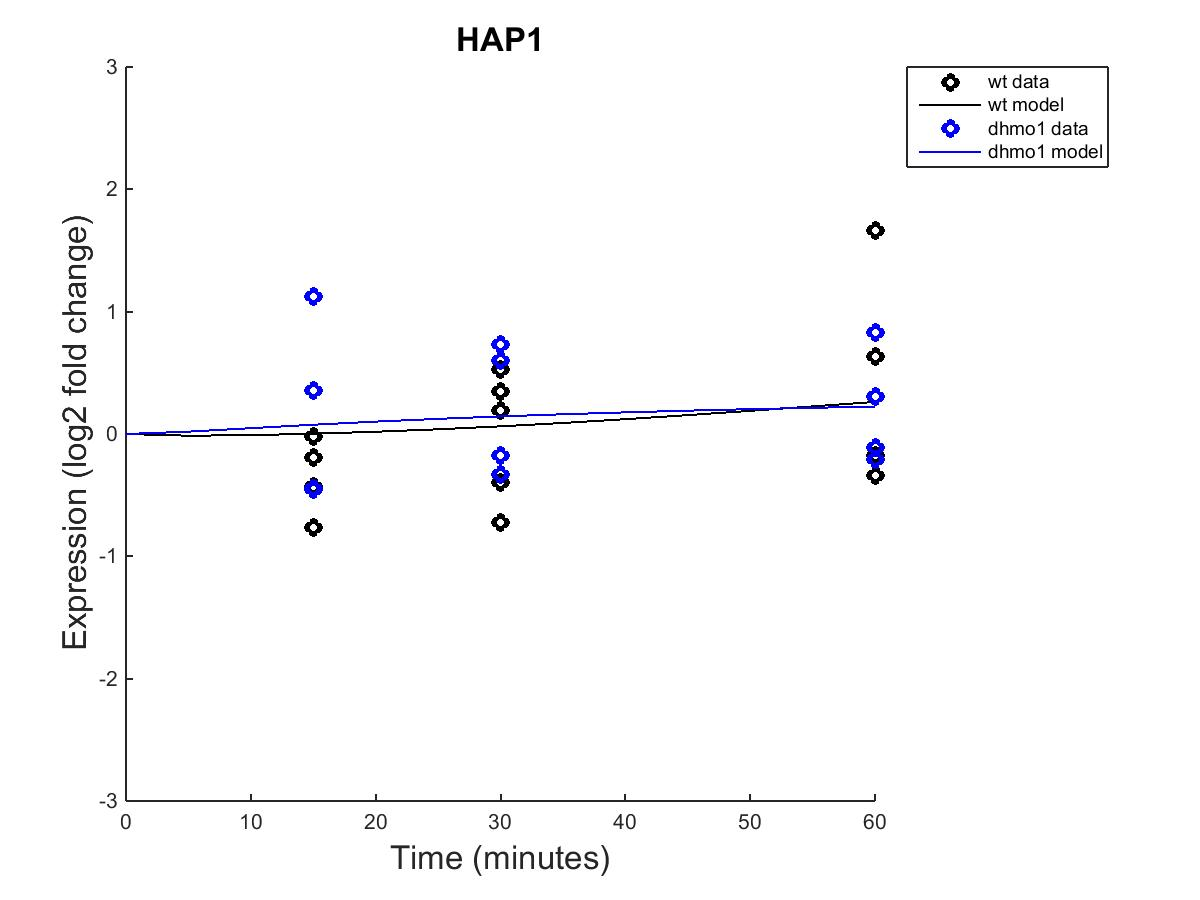 HAP1
wt data
wt model
dhmo1 data
dhmo1 model
Expression (log2 fold change)
3
2
1
0
-1
-2
-3
0 10 20 30 40 50 60
Time (minutes)